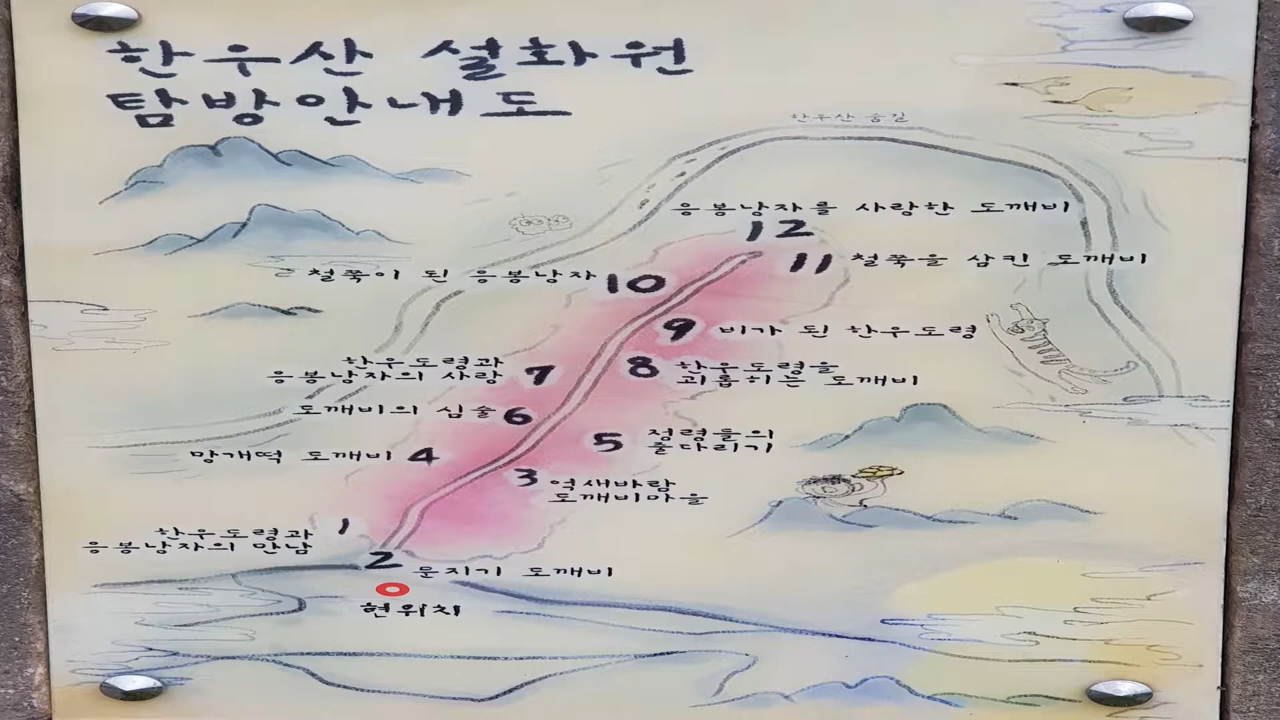 한우산 설화원
탐방안내도
한우산 숲길
응봉낭자를 사랑한 도깨비
12
11 철쭉을 삼킨 도깨비
철쭉이 된 응봉낭자 10
9 비가 된 한우도령
한우도령과
응봉낭자의 사랑 7
8 한우도령을
괴롭히는 도깨비
도깨비의 심술 6
5 정령들의
줄다리기
망개떡 도깨비 4
3 억새바람
도깨비마을
한우도령과
응봉낭자의 만남 1
2 문지기 도깨비
현위치